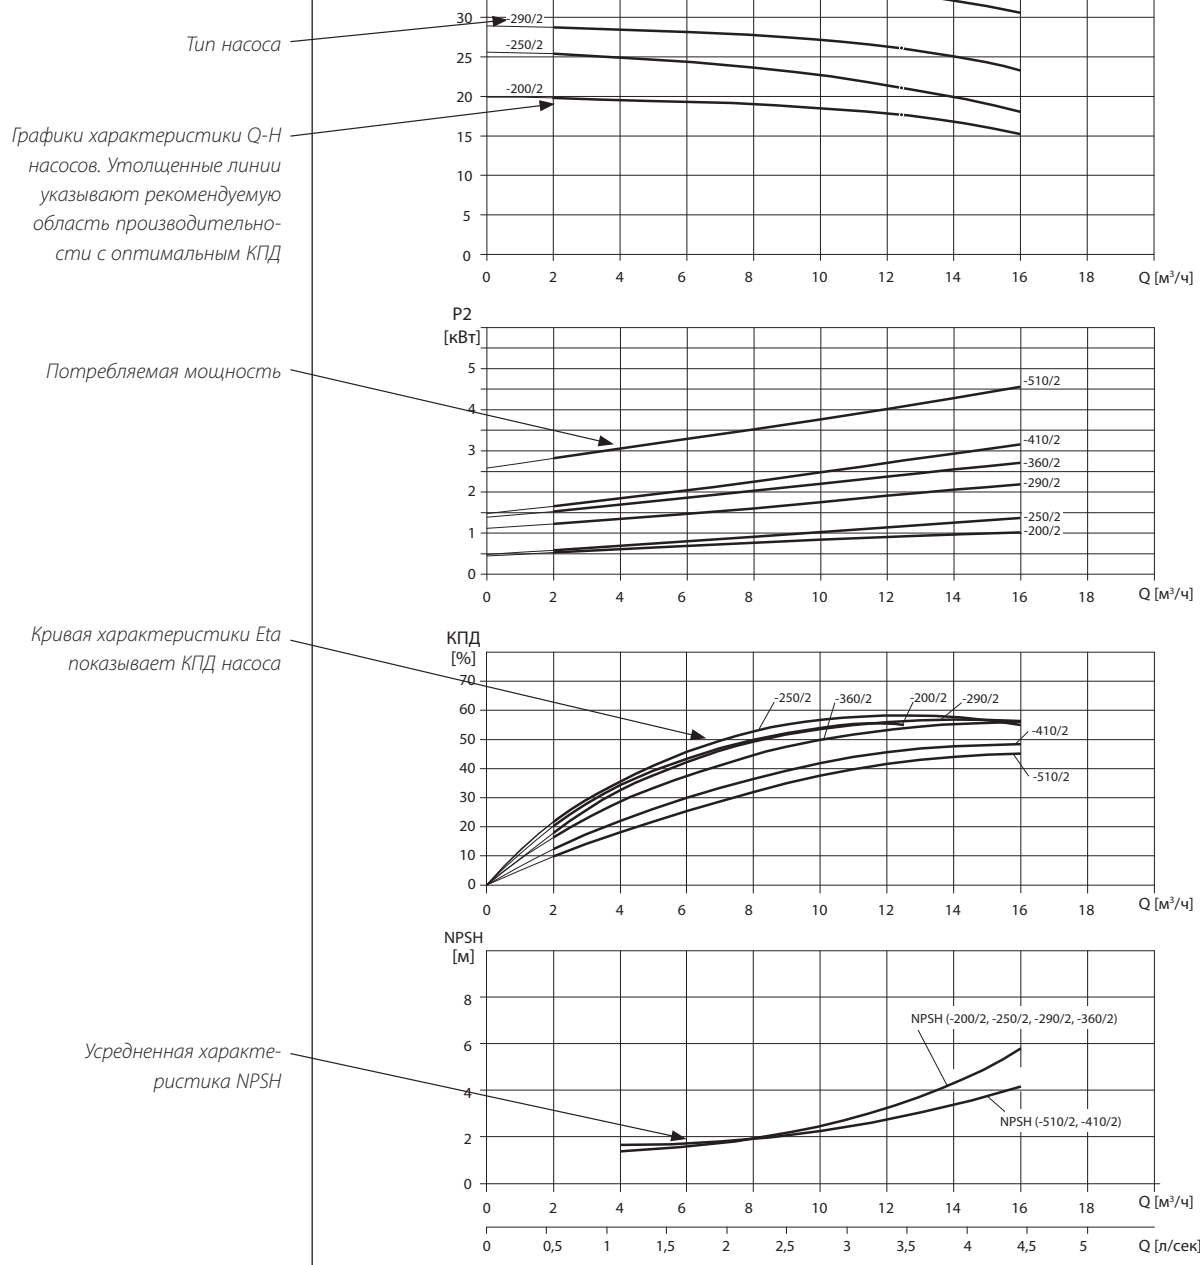 Тип насоса
Графики характеристики Q-H
насосов. Утолщенные линии
указывают рекомендуемую
область производительно-
сти с оптимальным КПД
30
25
20
15
10
5
0
-290/2
-250/2
-200/2
0 2 4 6 8 10 12 14 16 18 Q [м³/ч]
Потребляемая мощность
P2
[кВт]
5
4
3
2
1
0
-510/2
-410/2
-360/2
-290/2
-250/2
-200/2
0 2 4 6 8 10 12 14 16 18 Q [м³/ч]
Кривая характеристики Eta
показывает КПД насоса
КПД
[%]
70
60
50
40
30
20
10
0
-250/2 -360/2 -200/2 -290/2
-410/2
-510/2
0 2 4 6 8 10 12 14 16 18 Q [м³/ч]
Усредненная характе-
ристика NPSH
NPSH
[м]
8
6
4
2
0
NPSH (-200/2, -250/2, -290/2, -360/2)
NPSH (-510/2, -410/2)
0 2 4 6 8 10 12 14 16 18 Q [м³/ч]
0 0,5 1 1,5 2 2,5 3 3,5 4 4,5 5 Q [л/сек]